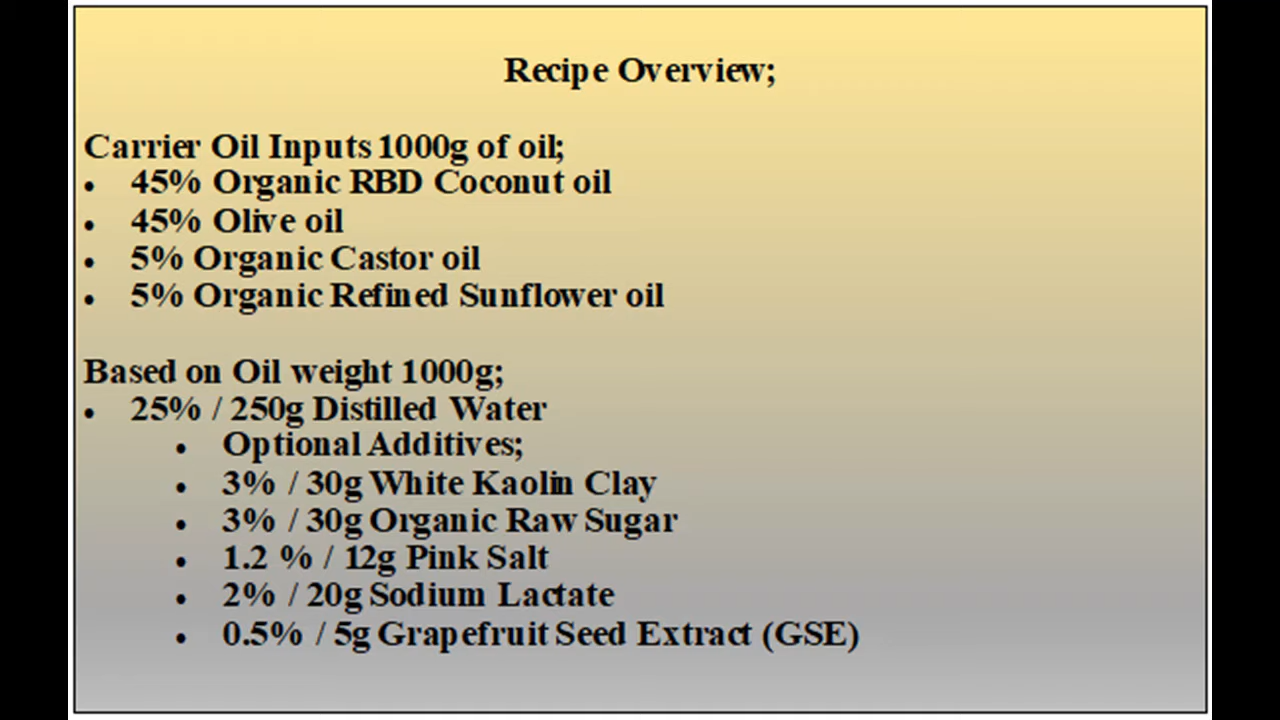 Recipe Overview;
Carrier Oil Inputs 1000g of oil;
• 45% Organic RBD Coconut oil
• 45% Olive oil
• 5% Organic Castor oil
• 5% Organic Refined Sunflower oil
Based on Oil weight 1000g;
• 25% / 250g Distilled Water
• Optional Additives;
• 3% / 30g White Kaolin Clay
• 3% / 30g Organic Raw Sugar
• 1.2 % / 12g Pink Salt
• 2% / 20g Sodium Lactate
• 0.5% / 5g Grapefruit Seed Extract (GSE)